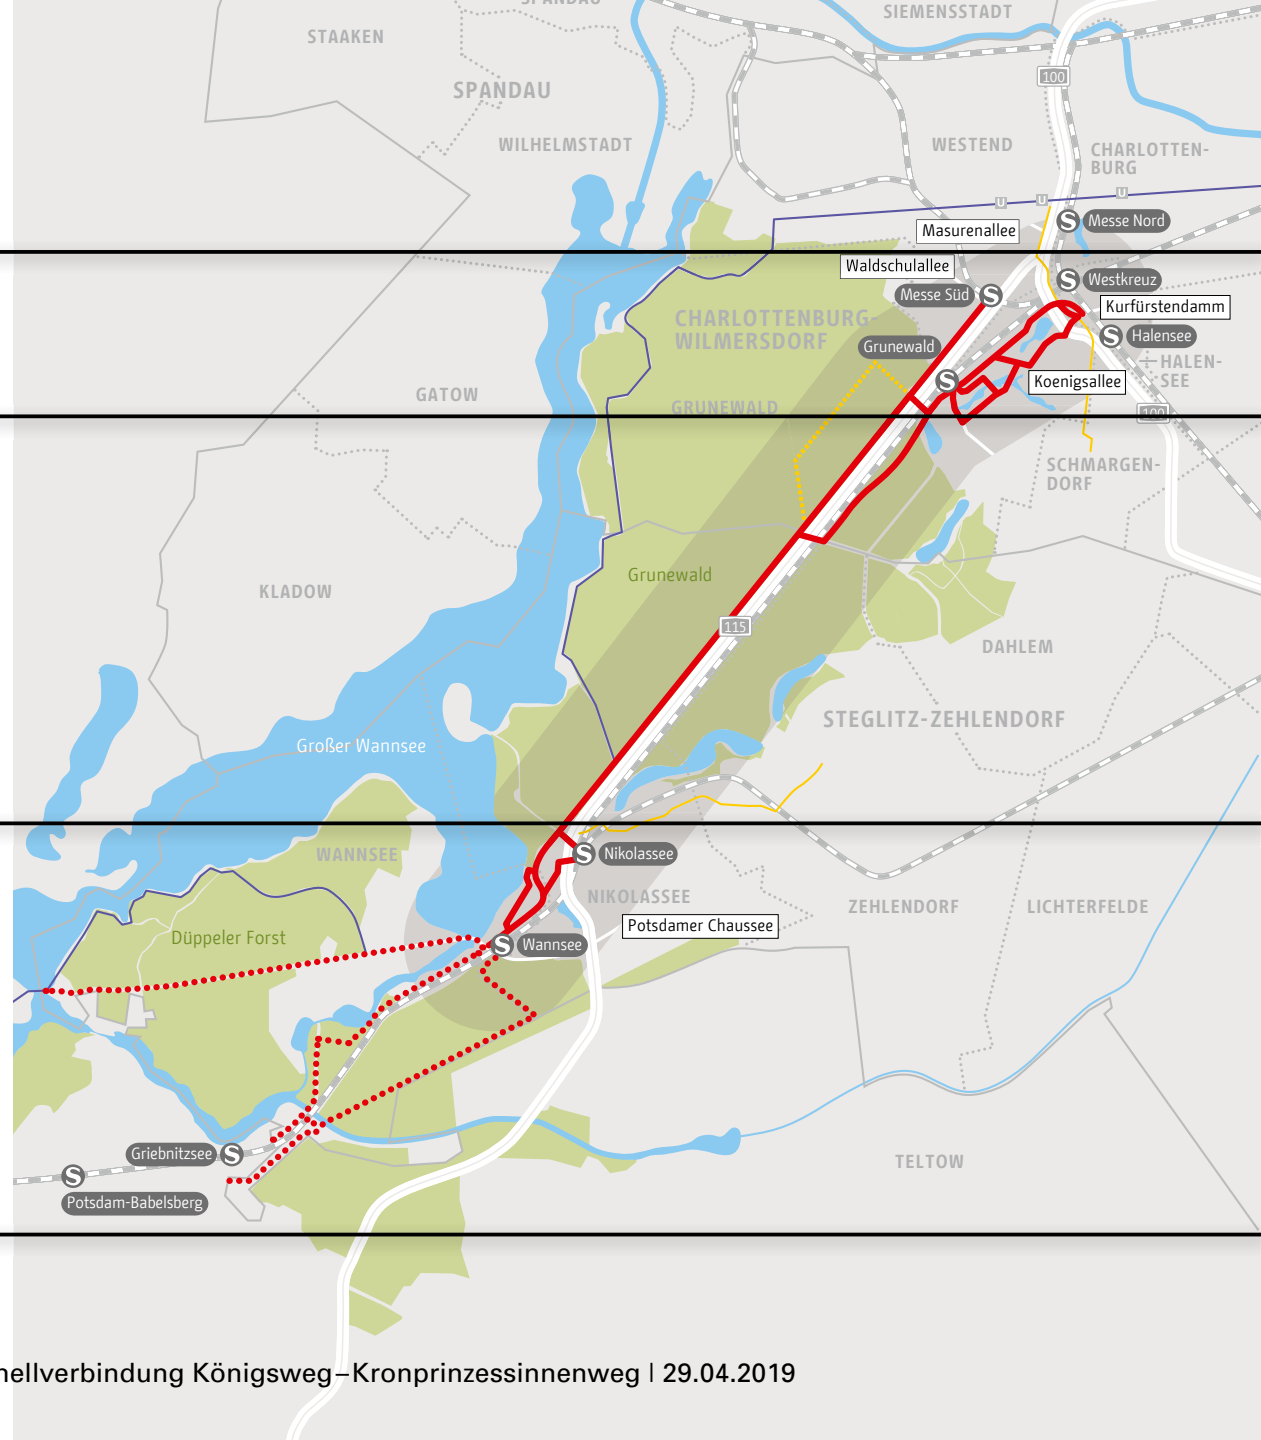 SPANDAU
SIEMENSSTADT
STAAKEN
100
SPANDAU
WILHELMSTADT
WESTEND
CHARLOTTEN-
BURG
U
U
U
S Messe Nord
Masurenallee
Waldschulallee
S Westkreuz
Messe Süd S
Kurfürstendamm
CHARLOTTENBURG-
WILMERSDORF
S Halensee
Grunewald
S
HALEN-
SEE
Koenigsallee
GATOW
GRUNEWALD
100
SCHMARGEN-
DORF
Grunewald
KLADOW
115
DAHLEM
STEGLITZ-ZEHLENDORF
Großer Wannsee
WANNSEE
S Nikolassee
NIKOLASSEE
ZEHLENDORF
LICHTERFELDE
Potsdamer Chaussee
Düppeler Forst
S Wannsee
Griebnitzsee S
TELTOW
S
Potsdam-Babelsberg
nellverbindung Königsweg–Kronprinzessinnenweg | 29.04.2019